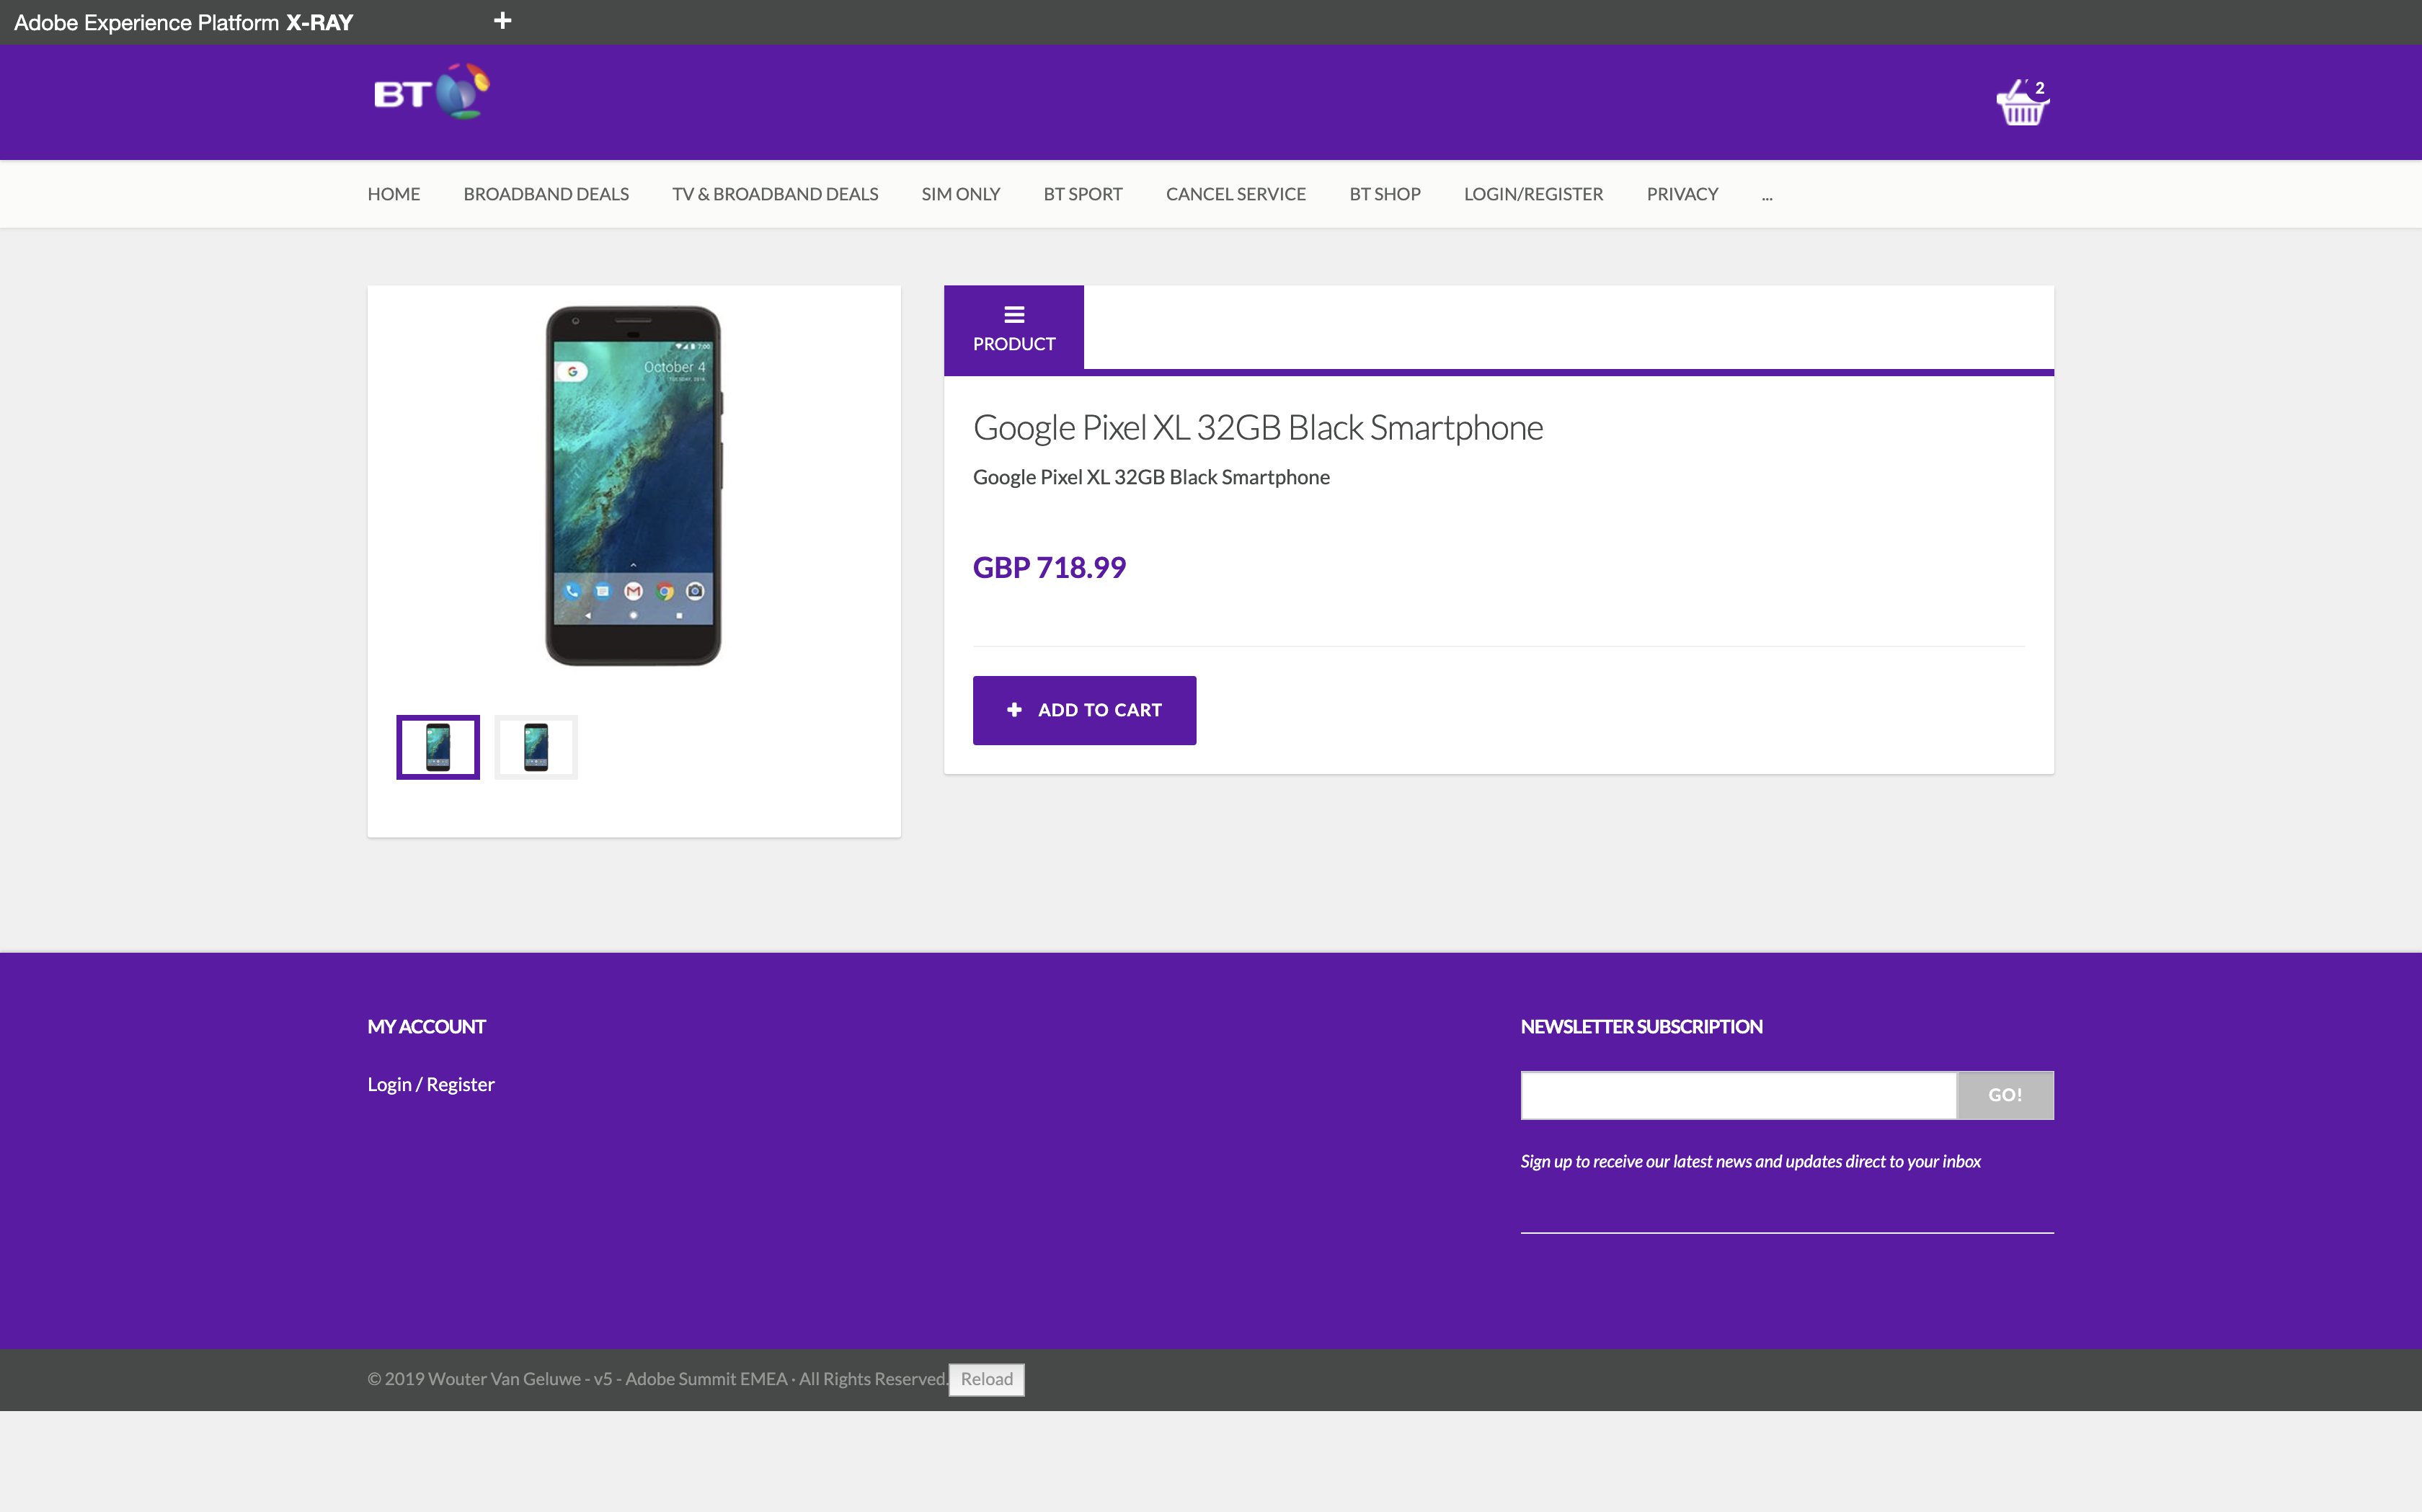 Adobe Experience Platform X-RAY
BT
2
HOME BROADBAND DEALS TV & BROADBAND DEALS SIM ONLY BT SPORT CANCEL SERVICE BT SHOP LOGIN/REGISTER PRIVACY ...
7:00
October 4
PRODUCT
Google Pixel XL 32GB Black Smartphone
Google Pixel XL 32GB Black Smartphone
GBP 718.99
ADD TO CART
MY ACCOUNT
Login / Register
NEWSLETTER SUBSCRIPTION
GO!
Sign up to receive our latest news and updates direct to your inbox
© 2019 Wouter Van Geluwe - v5 - Adobe Summit EMEA · All Rights Reserved. Reload